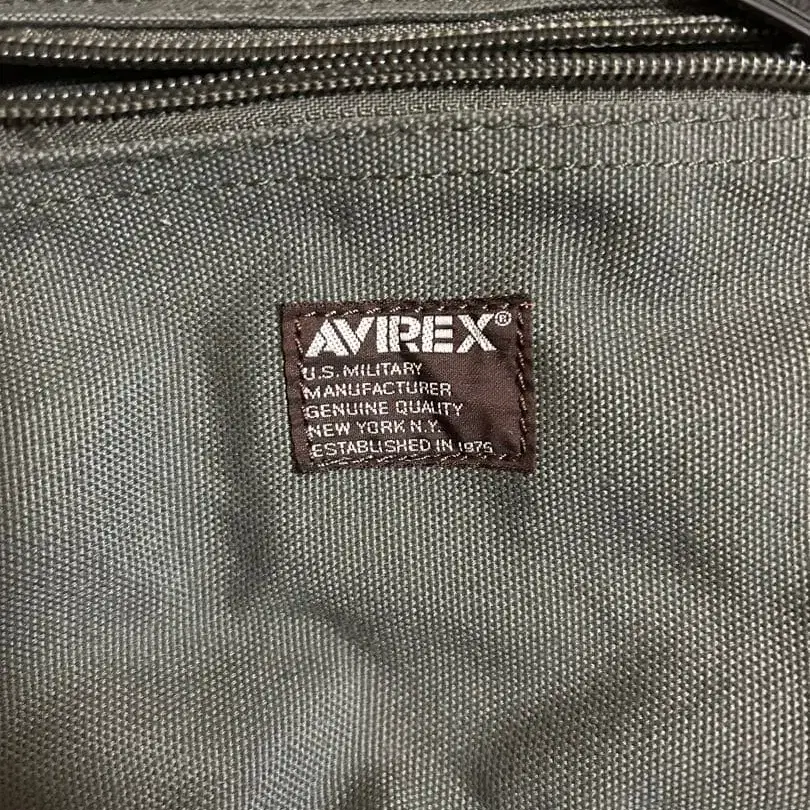 AVIREX®
U.S. MILITARY
MANUFACTURER
GENUINE QUALITY
NEW YORK N.Y.
ESTABLISHED IN 1975